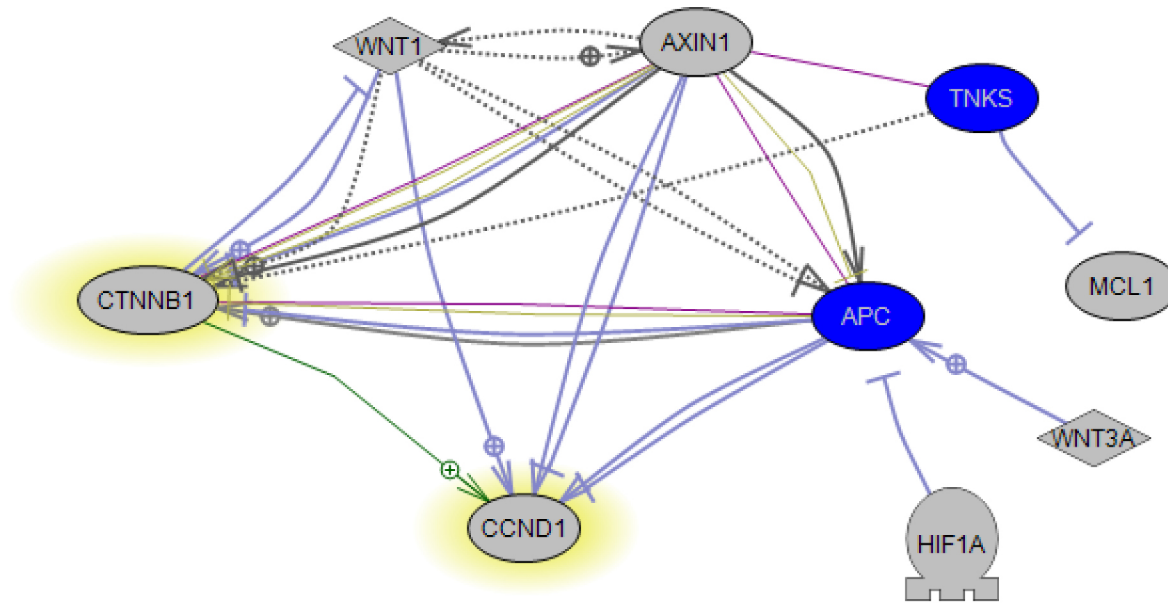 WNT1
AXIN1
TNKS
CTNNB1
APC
MCL1
WNT3A
CCND1
HIF1A